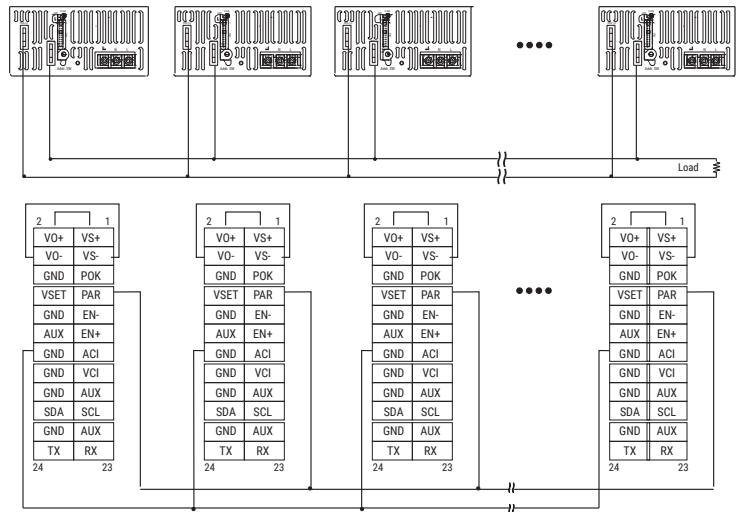 Load
2 1 2 1 2 1 2 1
VO+ VS+ VO+ VS+ VO+ VS+ VO+ VS+
VO- VS- VO- VS- VO- VS- VO- VS-
GND POK GND POK GND POK GND POK
VSET PAR VSET PAR VSET PAR VSET PAR
GND EN- GND EN- GND EN- GND EN-
AUX EN+ AUX EN+ AUX EN+ AUX EN+
GND ACI GND ACI GND ACI GND ACI
GND VCI GND VCI GND VCI GND VCI
GND AUX GND AUX GND AUX GND AUX
SDA SCL SDA SCL SDA SCL SDA SCL
GND AUX GND AUX GND AUX GND AUX
TX RX TX RX TX RX TX RX
24 23 24 23 24 23 24 23